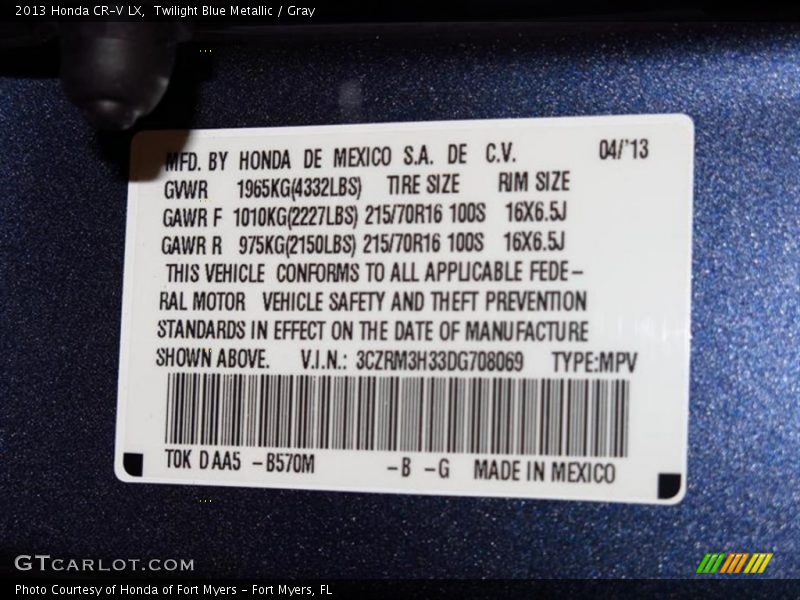 2013 Honda CR-V LX,  Twilight Blue Metallic / Gray
MFD. BY HONDA DE MEXICO S.A. DE C.V. 04/'13
GVWR 1965KG(4332LBS) TIRE SIZE RIM SIZE
GAWR F 1010KG(2227LBS) 215/70R16 100S 16X6.5J
GAWR R 975KG(2150LBS) 215/70R16 100S 16X6.5J
THIS VEHICLE CONFORMS TO ALL APPLICABLE FEDE-
RAL MOTOR VEHICLE SAFETY AND THEFT PREVENTION
STANDARDS IN EFFECT ON THE DATE OF MANUFACTURE
SHOWN ABOVE. V.I.N.: 3CZRM3H33DG708069 TYPE:MPV
T0K DAA5 -B570M -B -G MADE IN MEXICO
GTCARLOT.COM
Photo Courtesy of Honda of Fort Myers - Fort Myers, FL